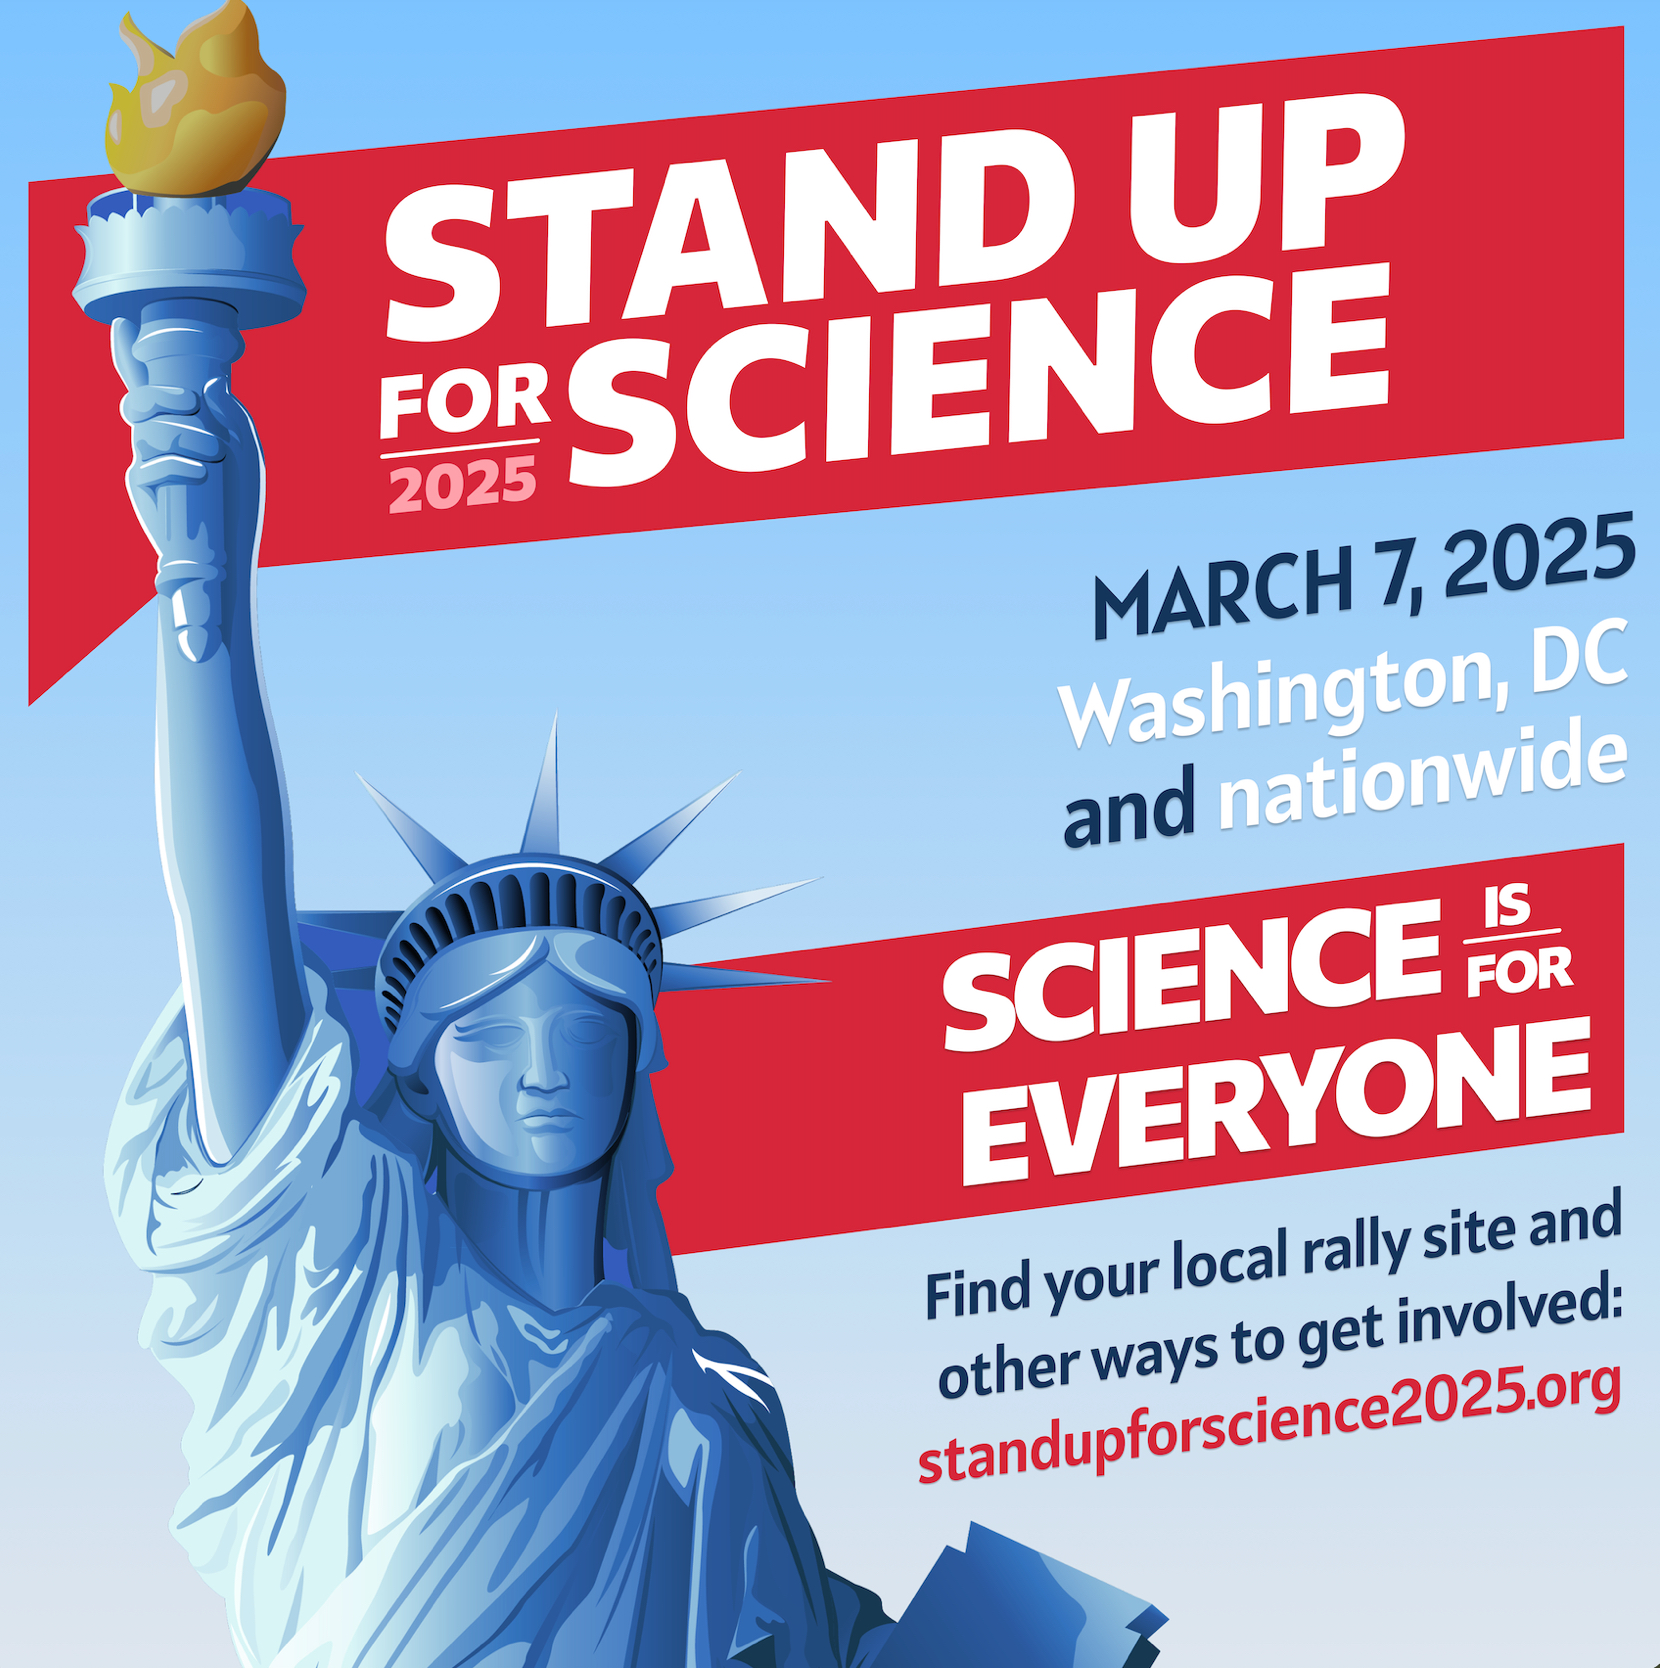 STAND UP
FOR SCIENCE
2025
MARCH 7, 2025
Washington, DC
and nationwide
SCIENCE IS FOR
EVERYONE
Find your local rally site and
other ways to get involved:
standupforscience2025.org